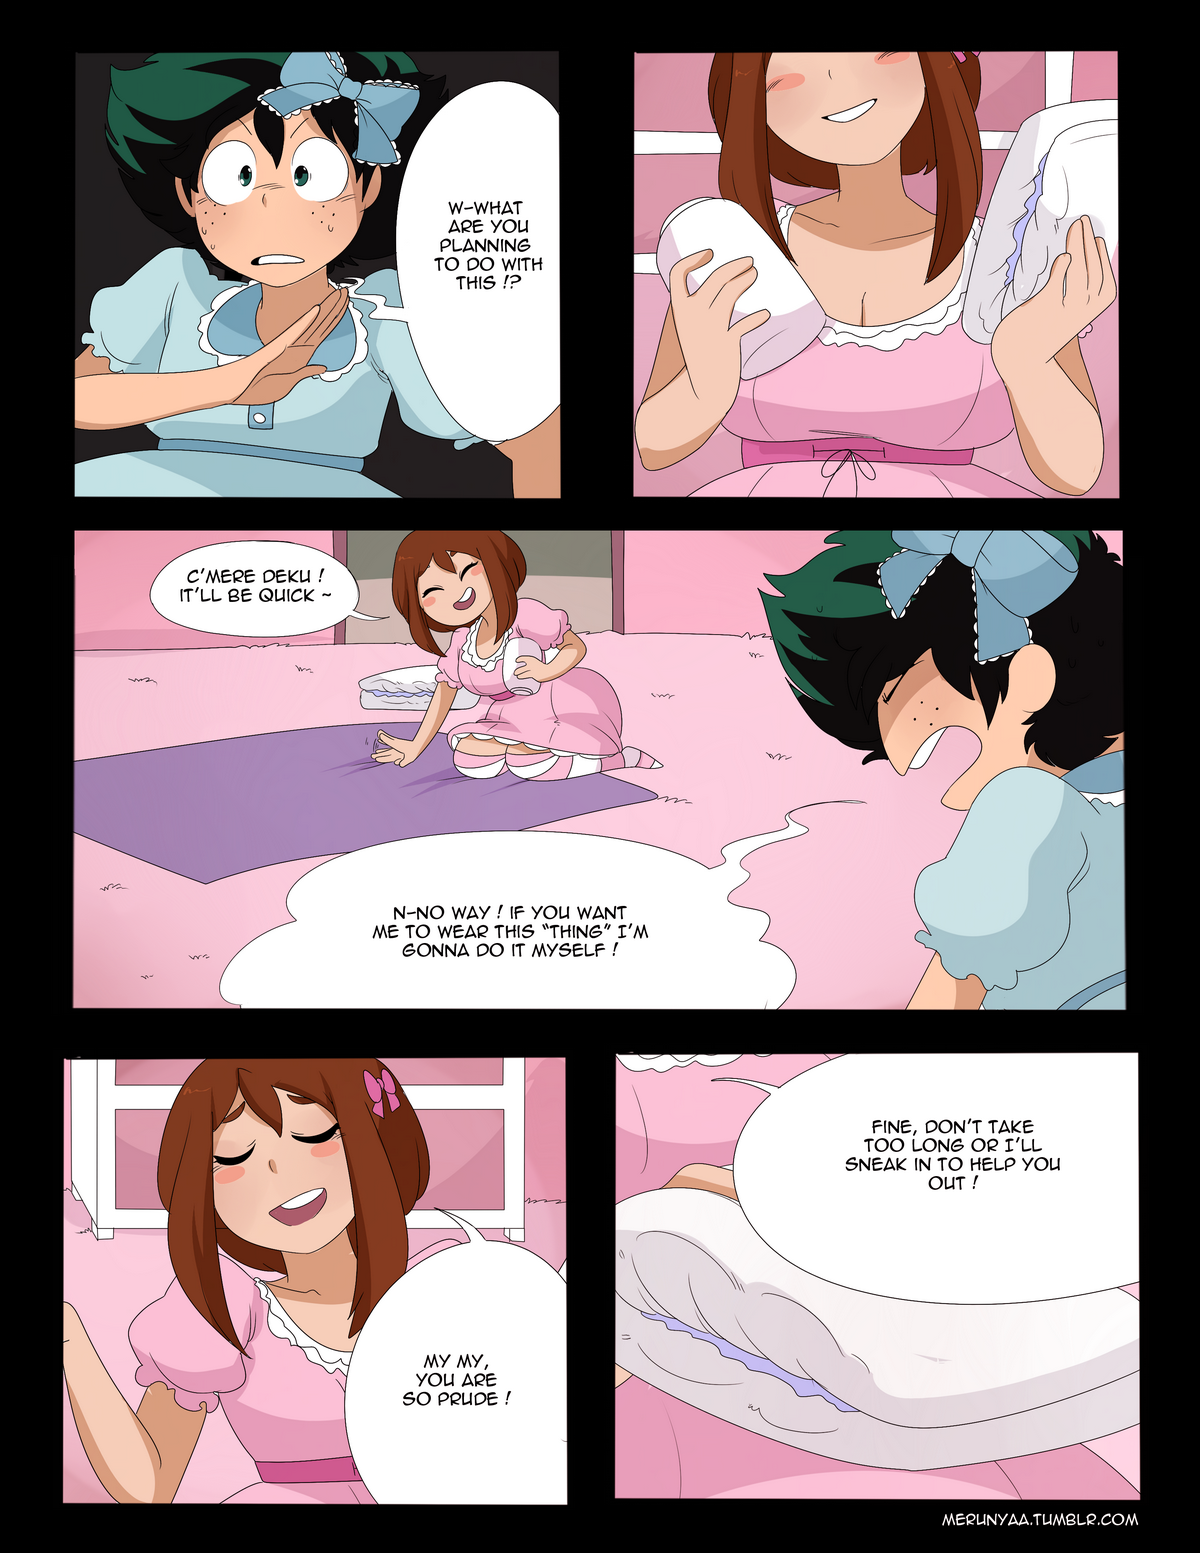 W-WHAT
ARE YOU
PLANNING
TO DO WITH
THIS !?
C'MERE DEKU !
IT'LL BE QUICK ~
N-NO WAY ! IF YOU WANT
ME TO WEAR THIS "THING" I'M
GONNA DO IT MYSELF !
MY MY,
YOU ARE
SO PRUDE !
FINE, DON'T TAKE
TOO LONG OR I'LL
SNEAK IN TO HELP YOU
OUT !
MERUNYAA.TUMBLR.COM